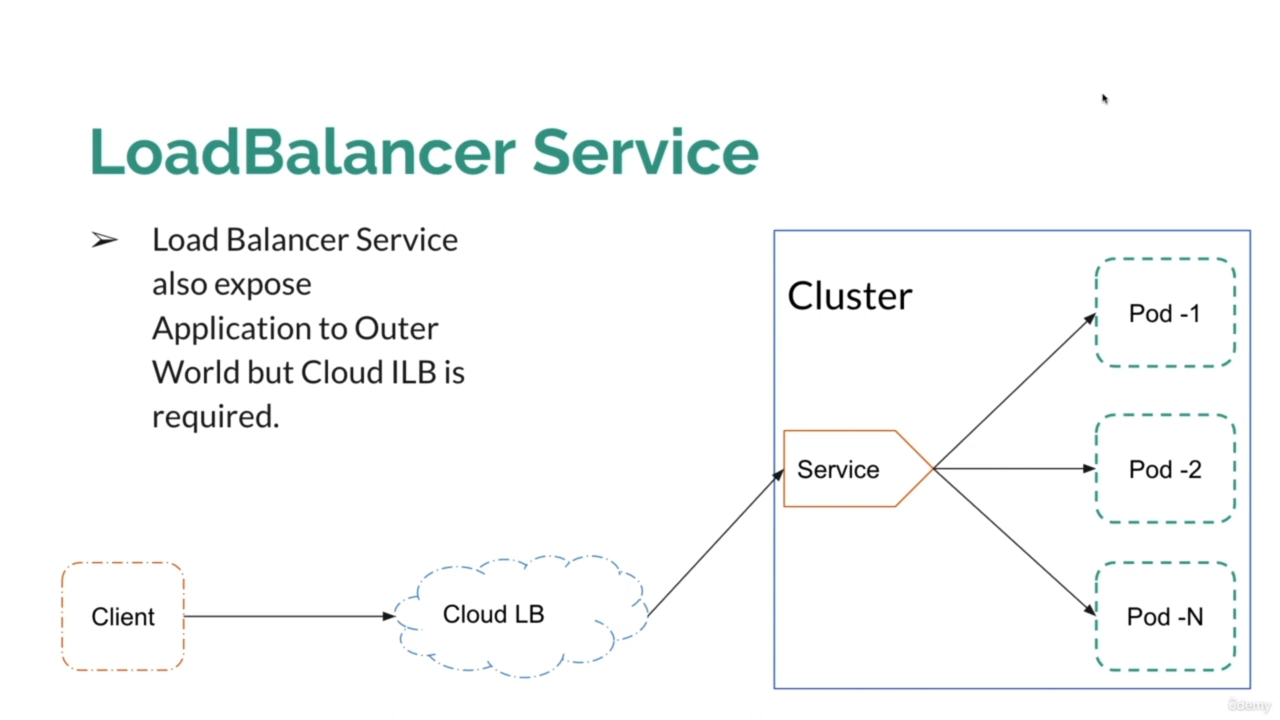 LoadBalancer Service
➢ Load Balancer Service
also expose
Application to Outer
World but Cloud ILB is
required.
Cluster
Pod -1
Service
Pod -2
Client
Cloud LB
Pod -N
ûdemy